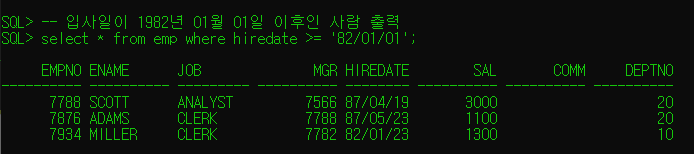 SQL> -- 입사일이 1982년 01월 01일 이후인 사람 출력
SQL> select * from emp where hiredate >= '82/01/01';
EMPNO ENAME JOB MGR HIREDATE SAL COMM DEPTNO
---------- ---------- --------- ---------- -------- ---------- ---------- ----------
7788 SCOTT ANALYST 7566 87/04/19 3000 20
7876 ADAMS CLERK 7788 87/05/23 1100 20
7934 MILLER CLERK 7782 82/01/23 1300 10